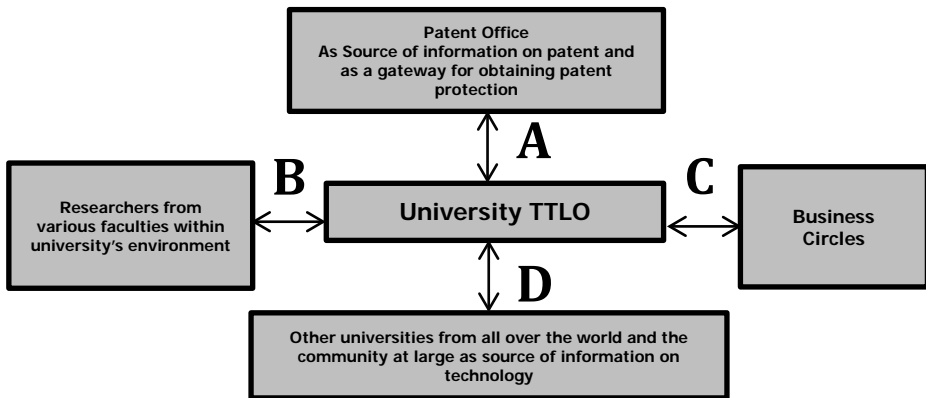 Patent Office
As Source of information on patent and
as a gateway for obtaining patent
protection
A
B
C
Researchers from
various faculties within
university's environment
University TTLO
Business
Circles
D
Other universities from all over the world and the
community at large as source of information on
technology